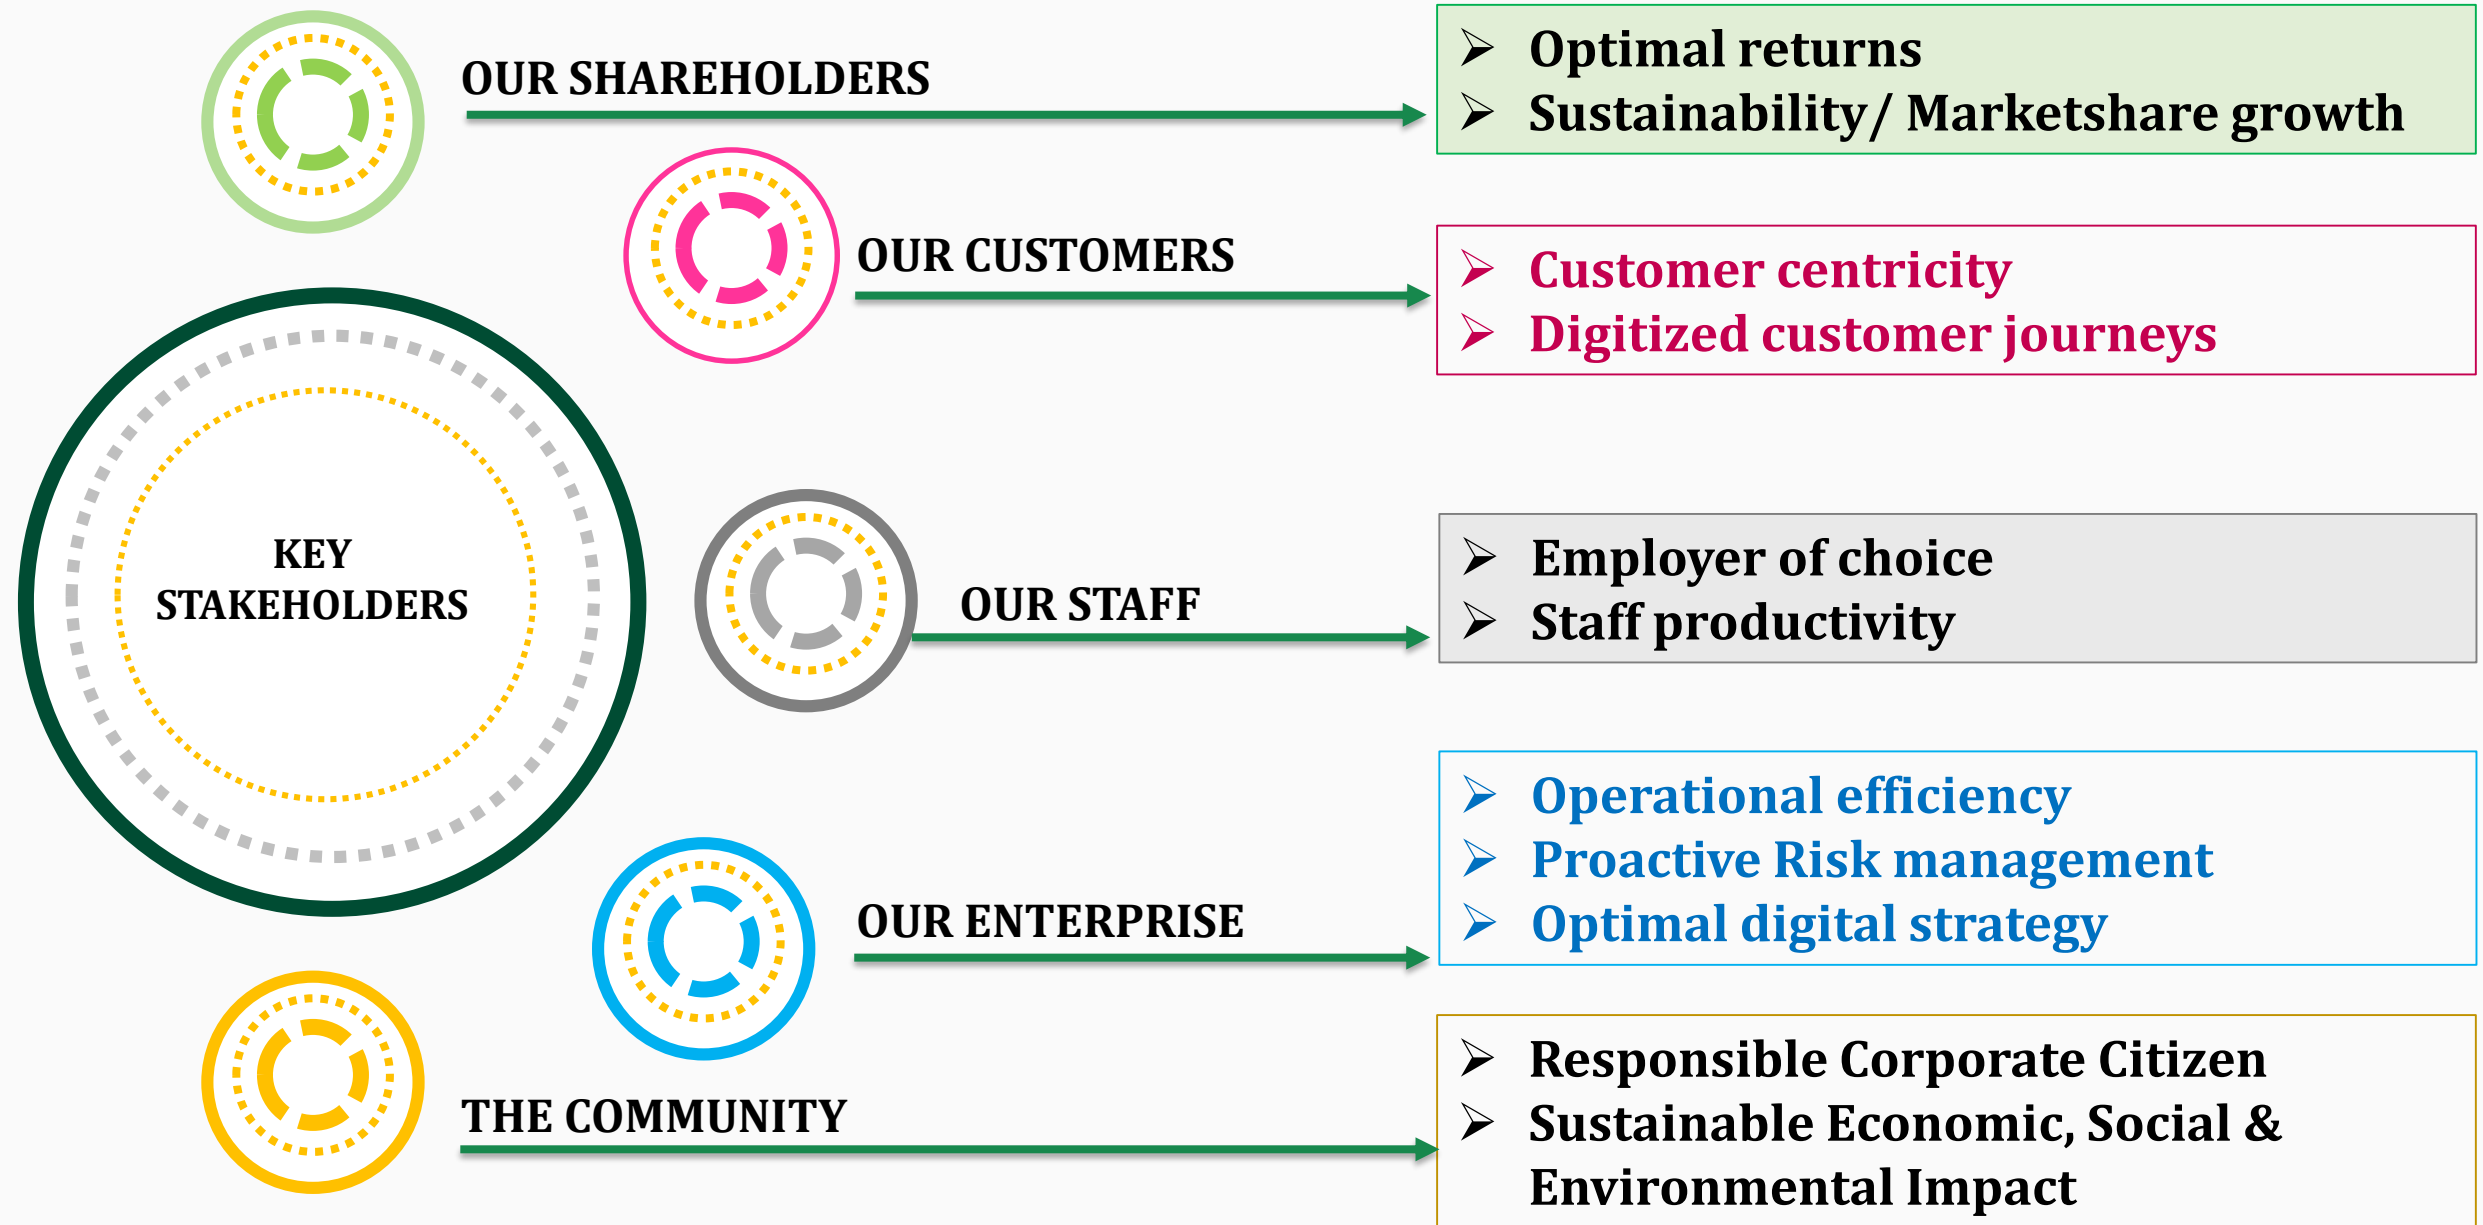 OUR SHAREHOLDERS
➢ Optimal returns
➢ Sustainability/ Marketshare growth
OUR CUSTOMERS
➢ Customer centricity
➢ Digitized customer journeys
KEY
STAKEHOLDERS
OUR STAFF
➢ Employer of choice
➢ Staff productivity
OUR ENTERPRISE
➢ Operational efficiency
➢ Proactive Risk management
➢ Optimal digital strategy
THE COMMUNITY
➢ Responsible Corporate Citizen
➢ Sustainable Economic, Social &
Environmental Impact